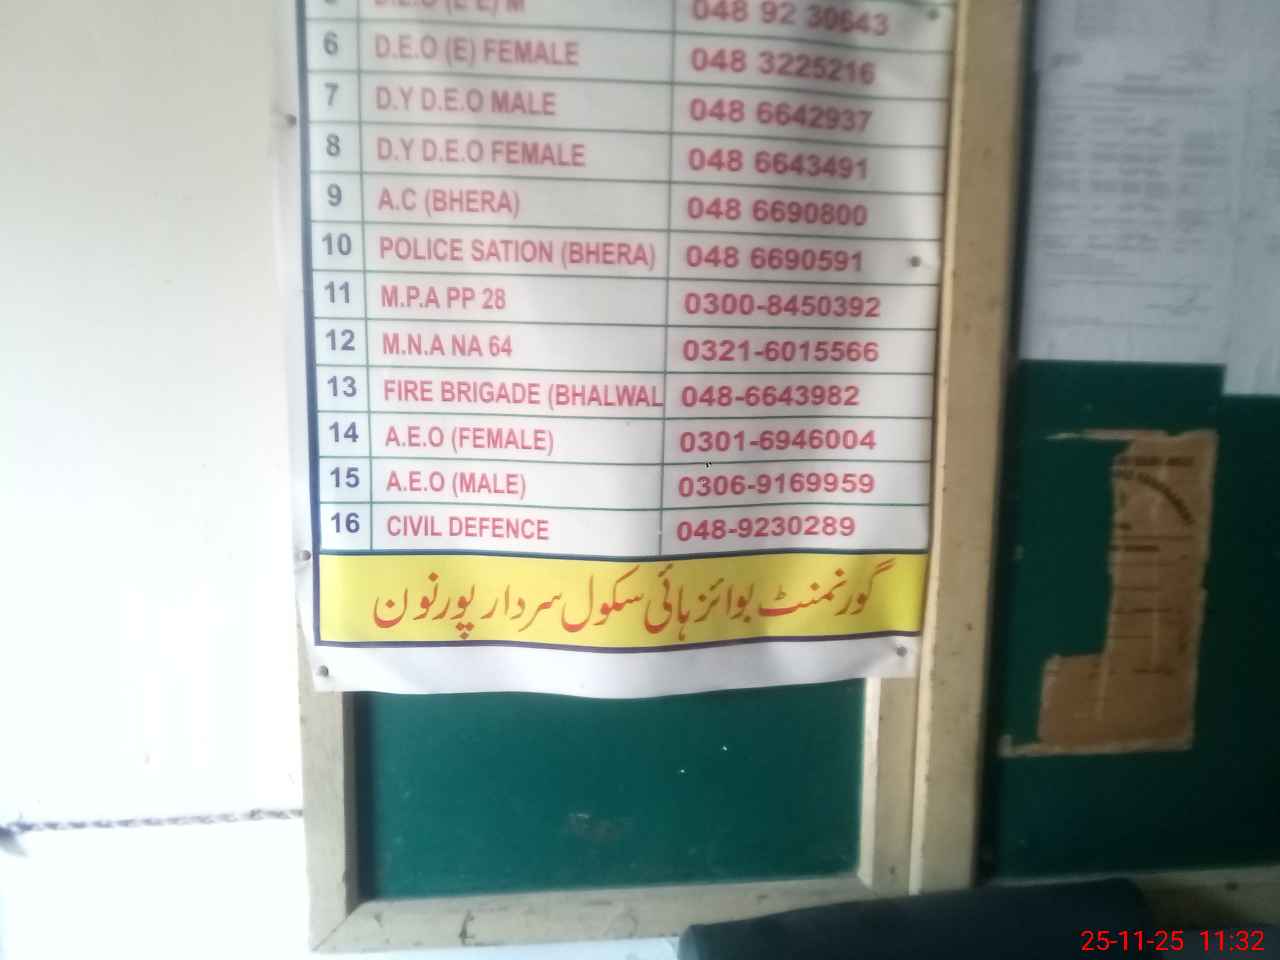 048 92 30643
6 D.E.O (E) FEMALE 048 3225216
7 D.Y D.E.O MALE 048 6642937
8 D.Y D.E.O FEMALE 048 6643491
9 A.C (BHERA) 048 6690800
10 POLICE SATION (BHERA) 048 6690591
11 M.P.A PP 28 0300-8450392
12 M.N.A NA 64 0321-6015566
13 FIRE BRIGADE (BHALWAL 048-6643982
14 A.E.O (FEMALE) 0301-6946004
15 A.E.O (MALE) 0306-9169959
16 CIVIL DEFENCE 048-9230289
گورنمنٹ بوائز ہائی سکول سردار پور نون
25-11-25 11:32